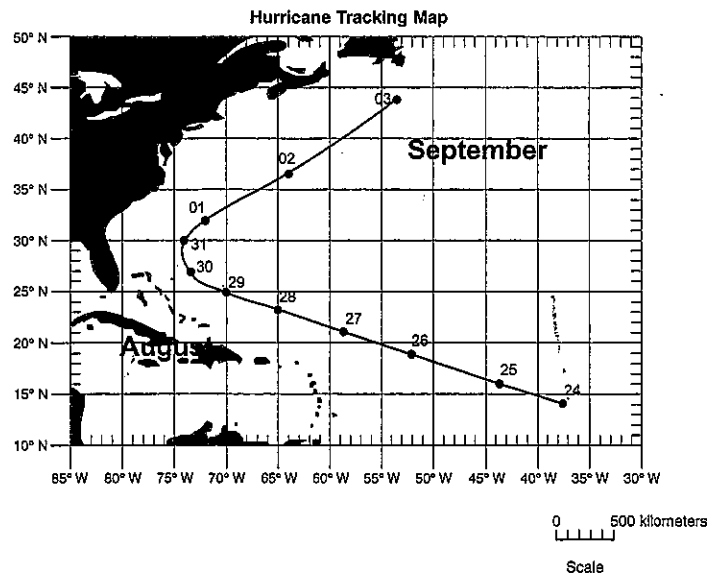 Hurricane Tracking Map
50° N
45° N
03
40° N
September
02
35° N
01
30° N
31
30
29
25° N
28
27
26
20° N
August
25
24
15° N
10° N
85° W 80° W 75° W 70° W 65° W 60° W 55° W 50° W 45° W 40° W 35° W 30° W
0 500 kilometers
Scale